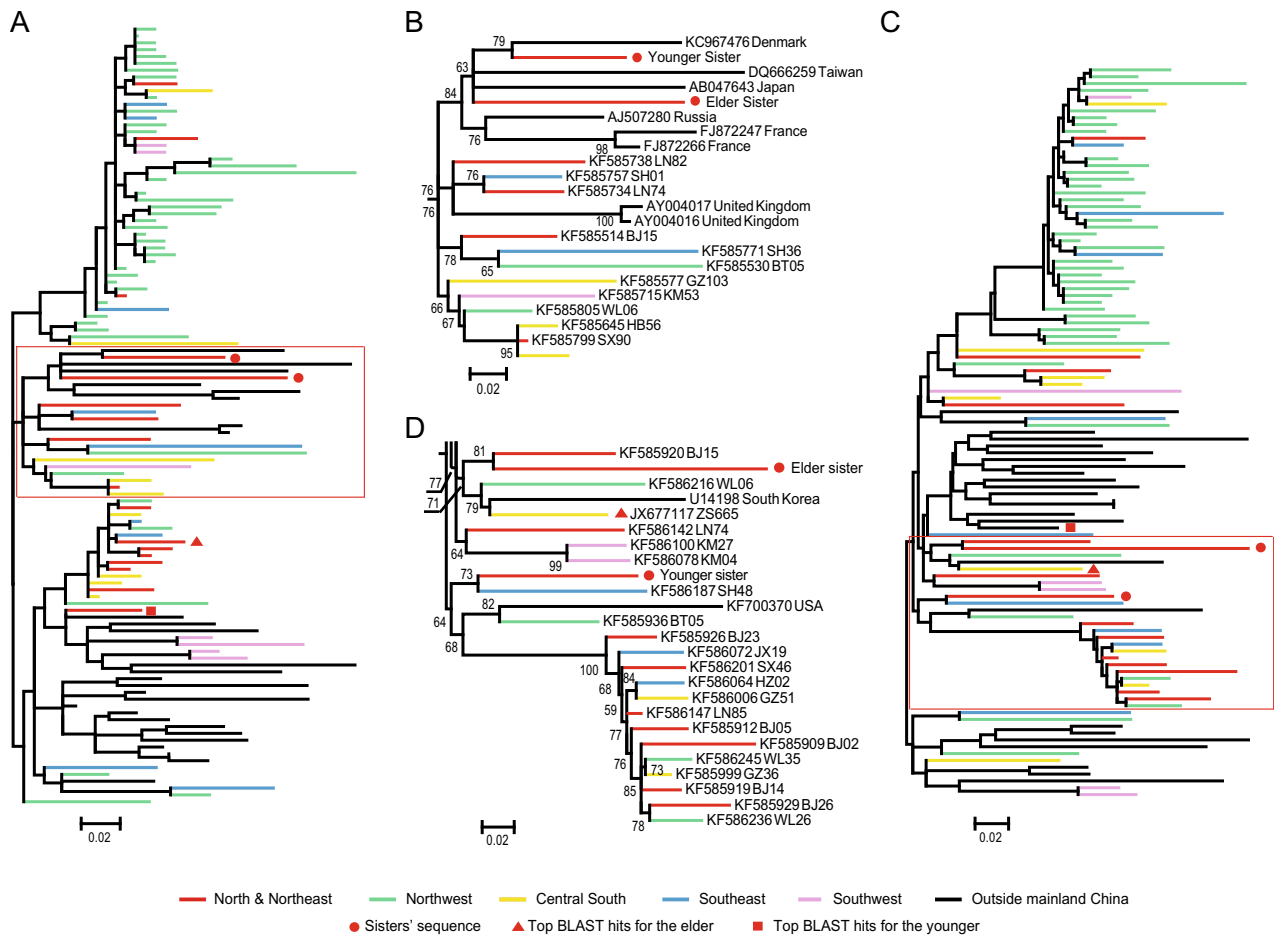 A
0.02
B
79
KC967476 Denmark
Younger Sister
63
DQ666259 Taiwan
AB047643 Japan
84
Elder Sister
AJ507280 Russia
76
FJ872247 France
98
FJ872266 France
KF585738 LN82
76
KF585757 SH01
76
KF585734 LN74
76
AY004017 United Kingdom
100
AY004016 United Kingdom
KF585514 BJ15
78
KF585771 SH36
65
KF585530 BT05
KF585577 GZ103
66
KF585715 KM53
67
KF585805 WL06
KF585645 HB56
KF585799 SX90
95
0.02
D
81
KF585920 BJ15
Elder sister
77
KF586216 WL06
71
U14198 South Korea
79
JX677117 ZS665
KF586142 LN74
64
KF586100 KM27
99
KF586078 KM04
73
Younger sister
KF586187 SH48
82
KF700370 USA
64
KF585936 BT05
68
KF585926 BJ23
100
KF586072 JX19
KF586201 SX46
68
84
KF586064 HZ02
KF586006 GZ51
59
KF586147 LN85
77
KF585912 BJ05
KF585909 BJ02
76
KF586245 WL35
73
KF585999 GZ36
85
KF585919 BJ14
KF585929 BJ26
78
KF586236 WL26
0.02
C
0.02
North & Northeast
Northwest
Central South
Southeast
Southwest
Outside mainland China
Sisters' sequence
Top BLAST hits for the elder
Top BLAST hits for the younger